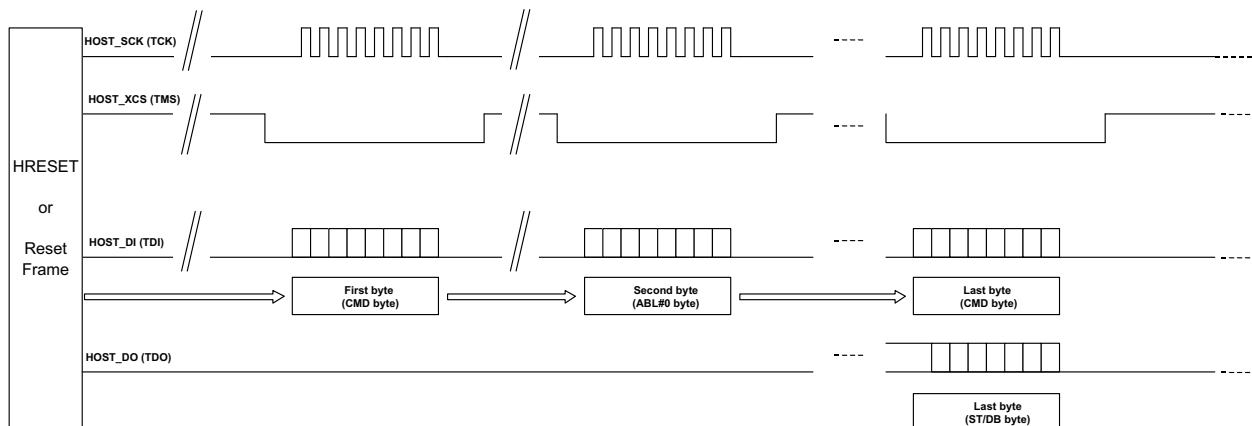 HOST_SCK (TCK)
HOST_XCS (TMS)
HRESET
or
Reset
Frame
HOST_DI (TDI)
First byte
(CMD byte)
Second byte
(ABL#0 byte)
Last byte
(CMD byte)
HOST_DO (TDO)
Last byte
(ST/DB byte)